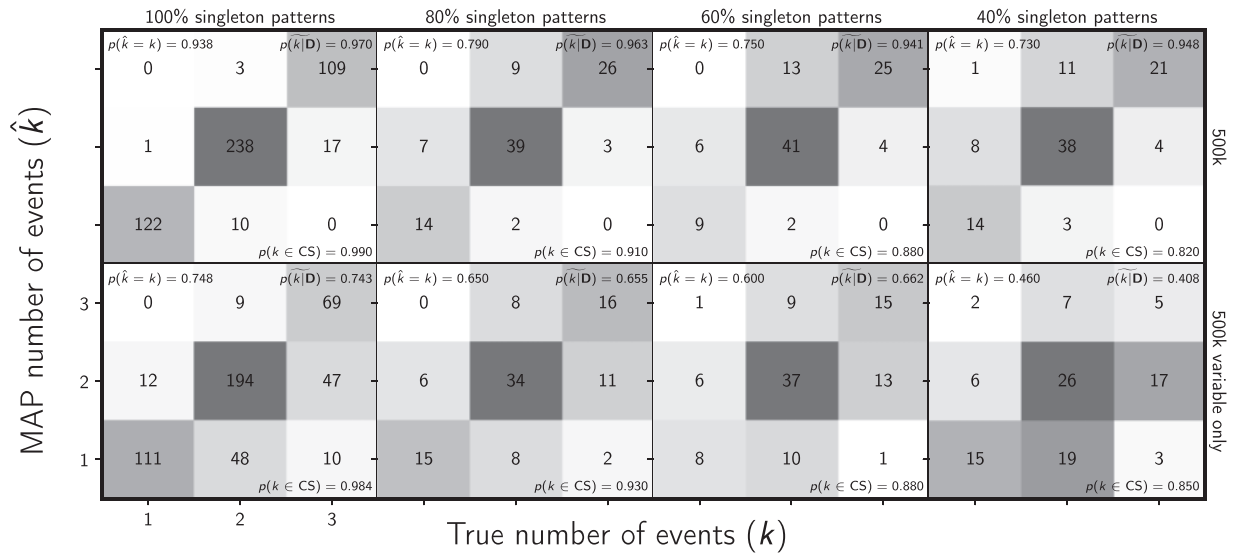 100% singleton patterns 80% singleton patterns 60% singleton patterns 40% singleton patterns
p(k̂ = k) = 0.938 p(k|D)͠ = 0.970 p(k̂ = k) = 0.790 p(k|D)͠ = 0.963 p(k̂ = k) = 0.750 p(k|D)͠ = 0.941 p(k̂ = k) = 0.730 p(k|D)͠ = 0.948
0 3 109 0 9 26 0 13 25 1 11 21
1 238 17 7 39 3 6 41 4 8 38 4
122 10 0 14 2 0 9 2 0 14 3 0
p(k ∈ CS) = 0.990 p(k ∈ CS) = 0.910 p(k ∈ CS) = 0.880 p(k ∈ CS) = 0.820
500k
p(k̂ = k) = 0.748 p(k|D)͠ = 0.743 p(k̂ = k) = 0.650 p(k|D)͠ = 0.655 p(k̂ = k) = 0.600 p(k|D)͠ = 0.662 p(k̂ = k) = 0.460 p(k|D)͠ = 0.408
3 0 9 69 0 8 16 1 9 15 2 7 5
2 12 194 47 6 34 11 6 37 13 6 26 17
1 111 48 10 15 8 2 8 10 1 15 19 3
p(k ∈ CS) = 0.984 p(k ∈ CS) = 0.930 p(k ∈ CS) = 0.880 p(k ∈ CS) = 0.850
500k variable only
1 2 3
MAP number of events (k̂)
True number of events (k)